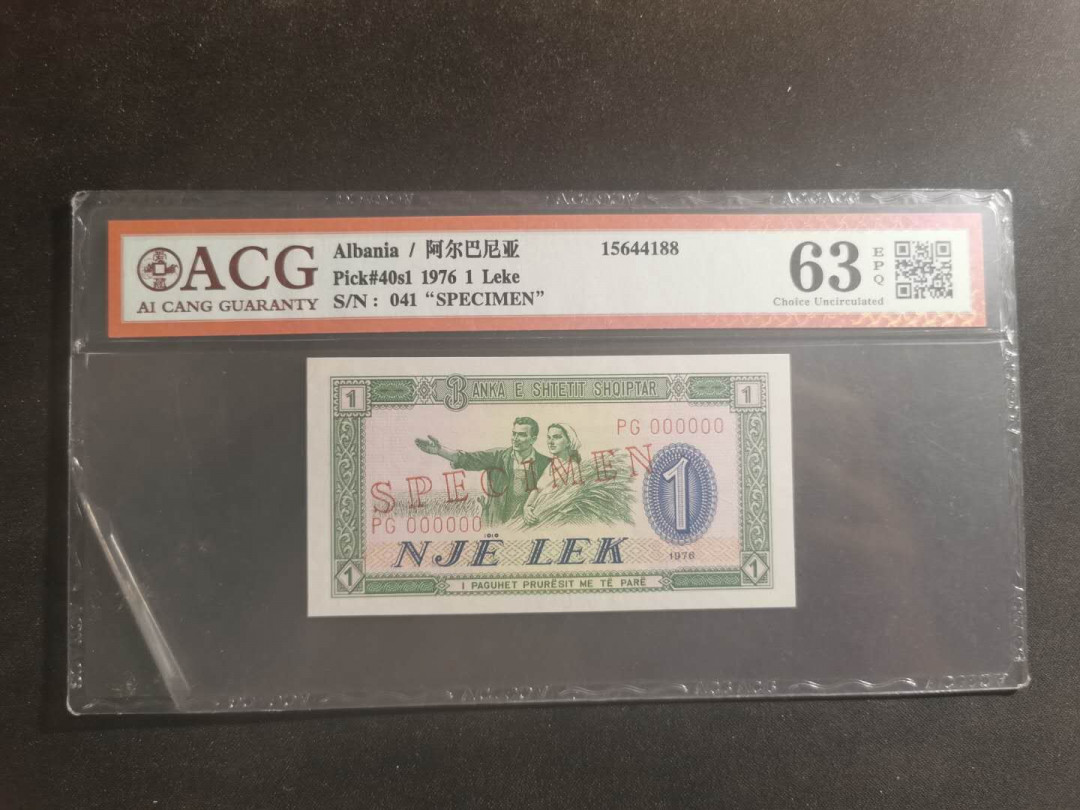 ACG
AI CANG GUARANTY
Albania / 阿尔巴尼亚
15644188
Pick#40s1 1976 1 Leke
S/N : 041 “SPECIMEN”
63
EPQ
Choice Uncirculated
1
BANKA E SHTETIT SHQIPTAR
1
PG 000000
SPECIMEN
1
PG 000000
NJË LEK
1976
1
I PAGUHET PRURËSIT ME TË PARË
1